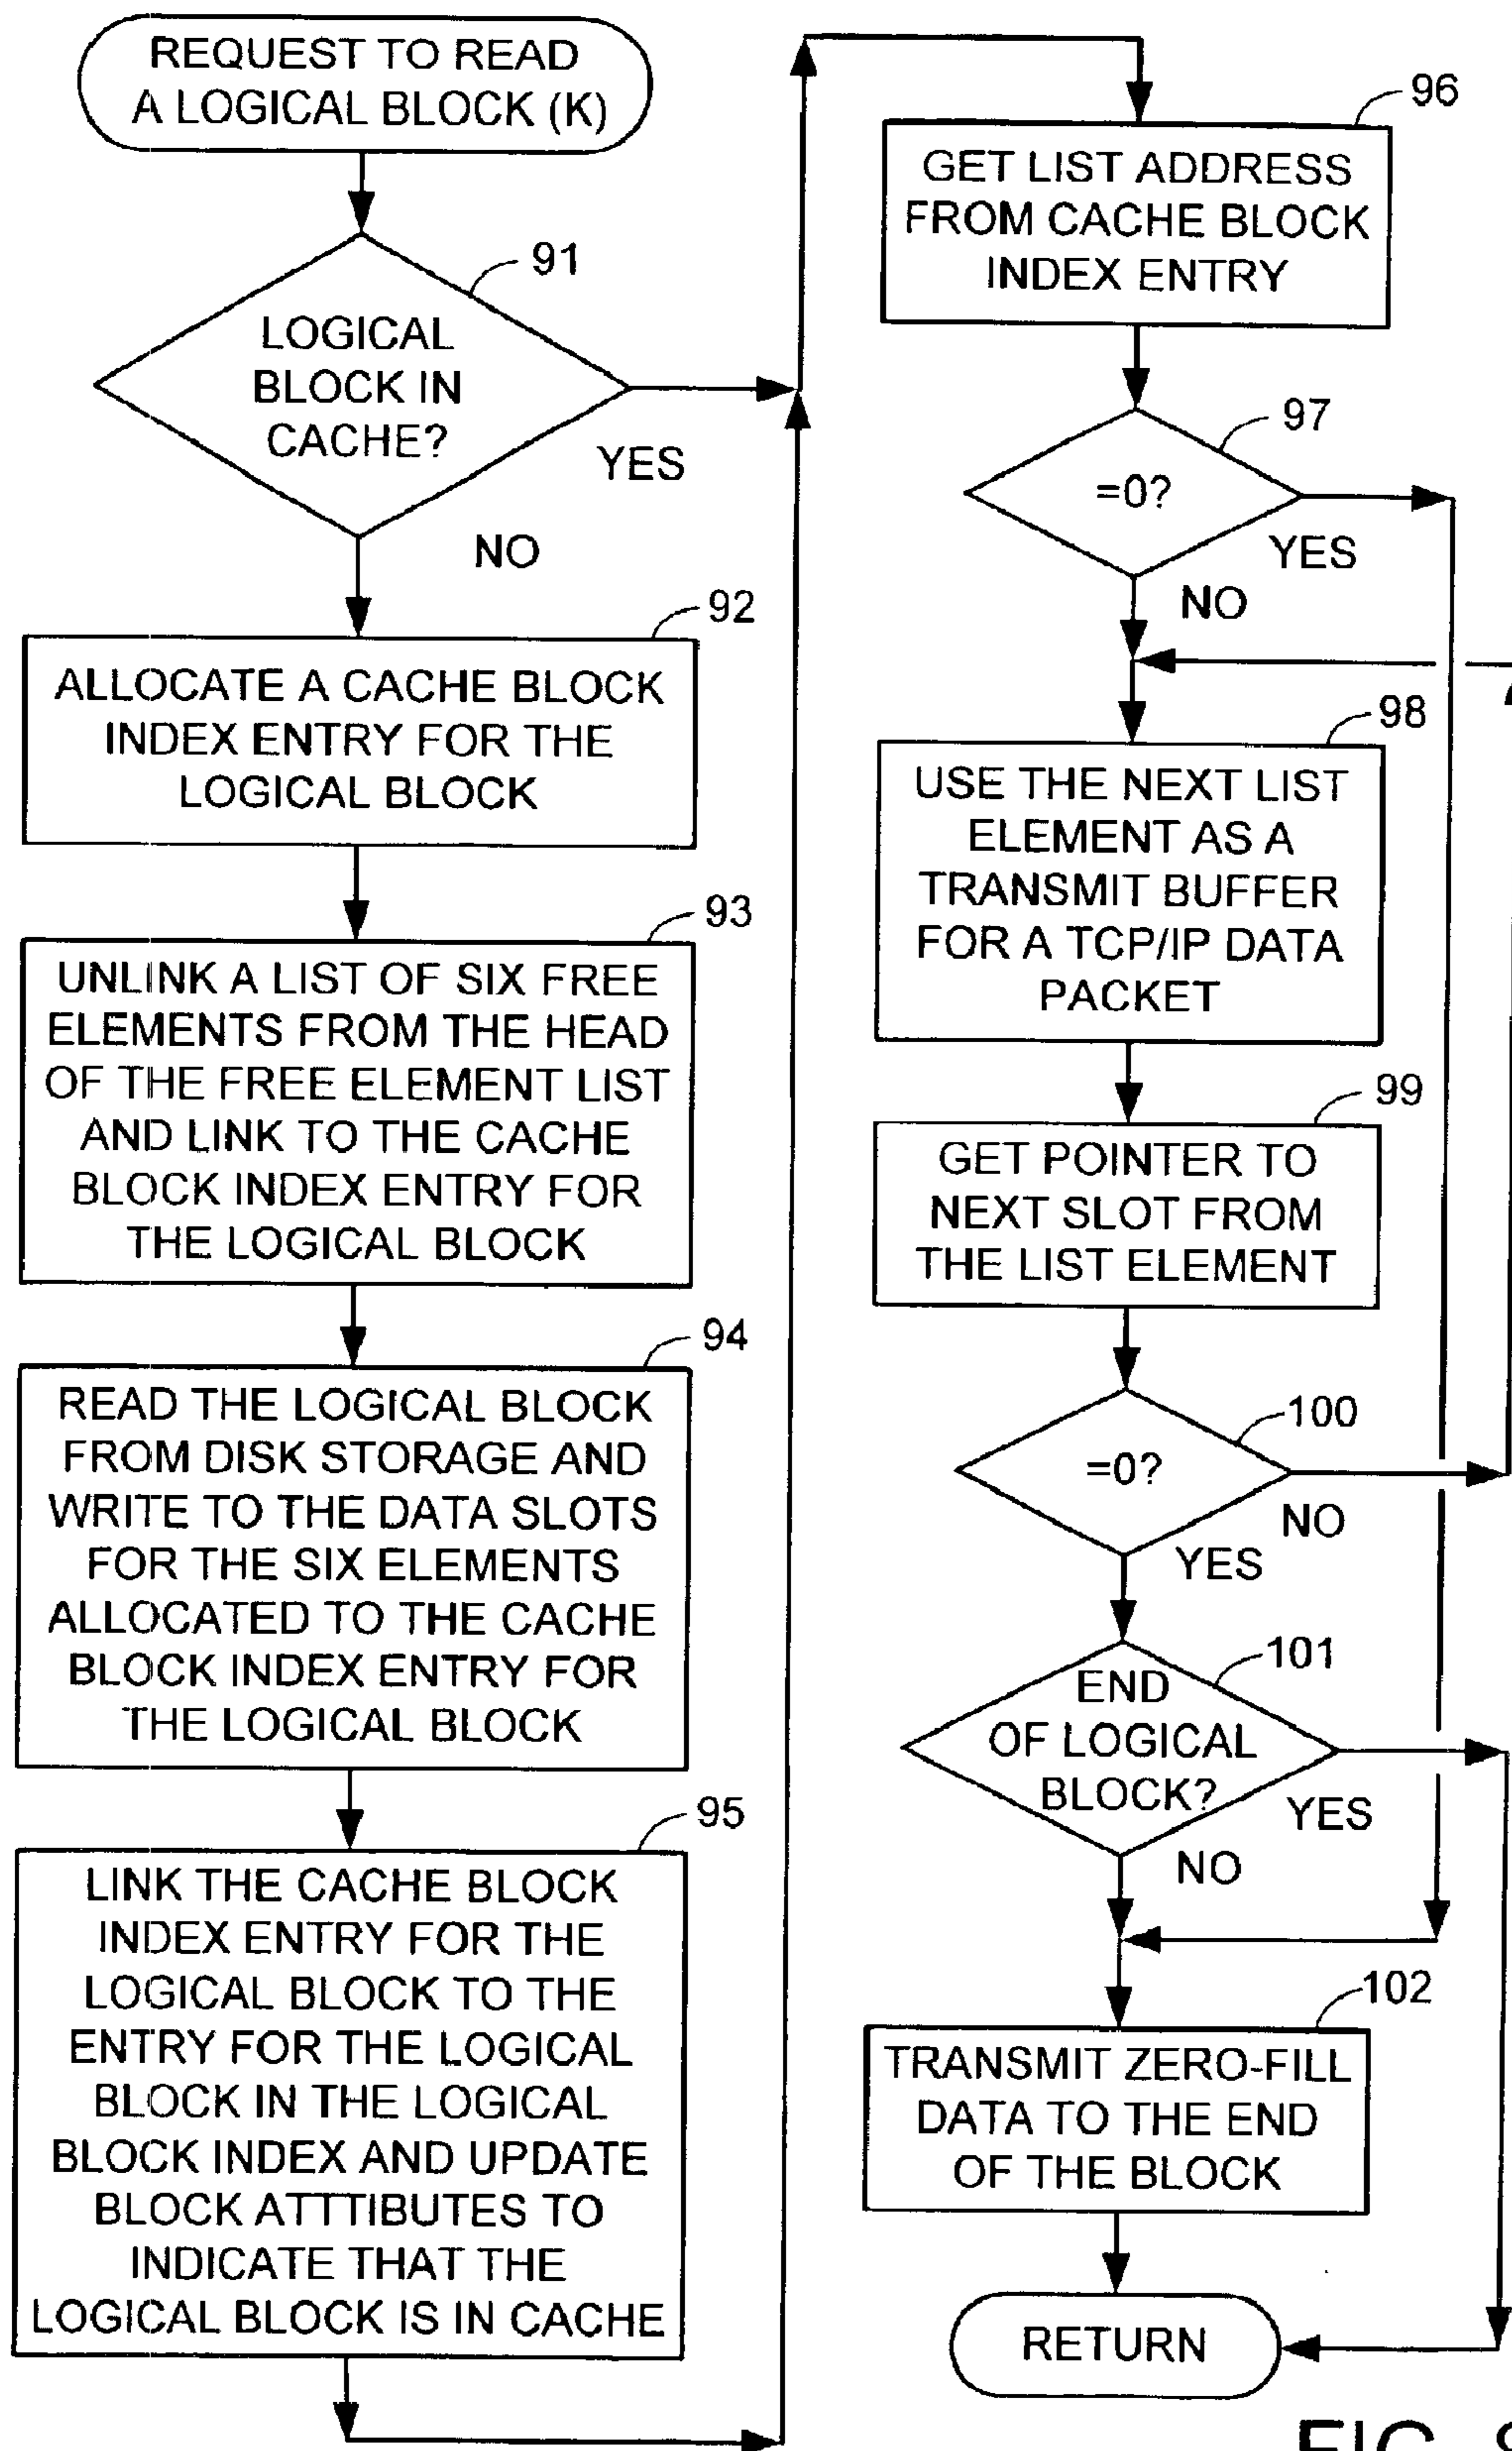 REQUEST TO READ
A LOGICAL BLOCK (K)
91
LOGICAL
BLOCK IN
CACHE?
YES
NO
92
ALLOCATE A CACHE BLOCK
INDEX ENTRY FOR THE
LOGICAL BLOCK
93
UNLINK A LIST OF SIX FREE
ELEMENTS FROM THE HEAD
OF THE FREE ELEMENT LIST
AND LINK TO THE CACHE
BLOCK INDEX ENTRY FOR
THE LOGICAL BLOCK
94
READ THE LOGICAL BLOCK
FROM DISK STORAGE AND
WRITE TO THE DATA SLOTS
FOR THE SIX ELEMENTS
ALLOCATED TO THE CACHE
BLOCK INDEX ENTRY FOR
THE LOGICAL BLOCK
95
LINK THE CACHE BLOCK
INDEX ENTRY FOR THE
LOGICAL BLOCK TO THE
ENTRY FOR THE LOGICAL
BLOCK IN THE LOGICAL
BLOCK INDEX AND UPDATE
BLOCK ATTTIBUTES TO
INDICATE THAT THE
LOGICAL BLOCK IS IN CACHE
96
GET LIST ADDRESS
FROM CACHE BLOCK
INDEX ENTRY
97
=0?
YES
NO
98
USE THE NEXT LIST
ELEMENT AS A
TRANSMIT BUFFER
FOR A TCP/IP DATA
PACKET
99
GET POINTER TO
NEXT SLOT FROM
THE LIST ELEMENT
100
=0?
NO
YES
101
END
OF LOGICAL
BLOCK?
YES
NO
102
TRANSMIT ZERO-FILL
DATA TO THE END
OF THE BLOCK
RETURN